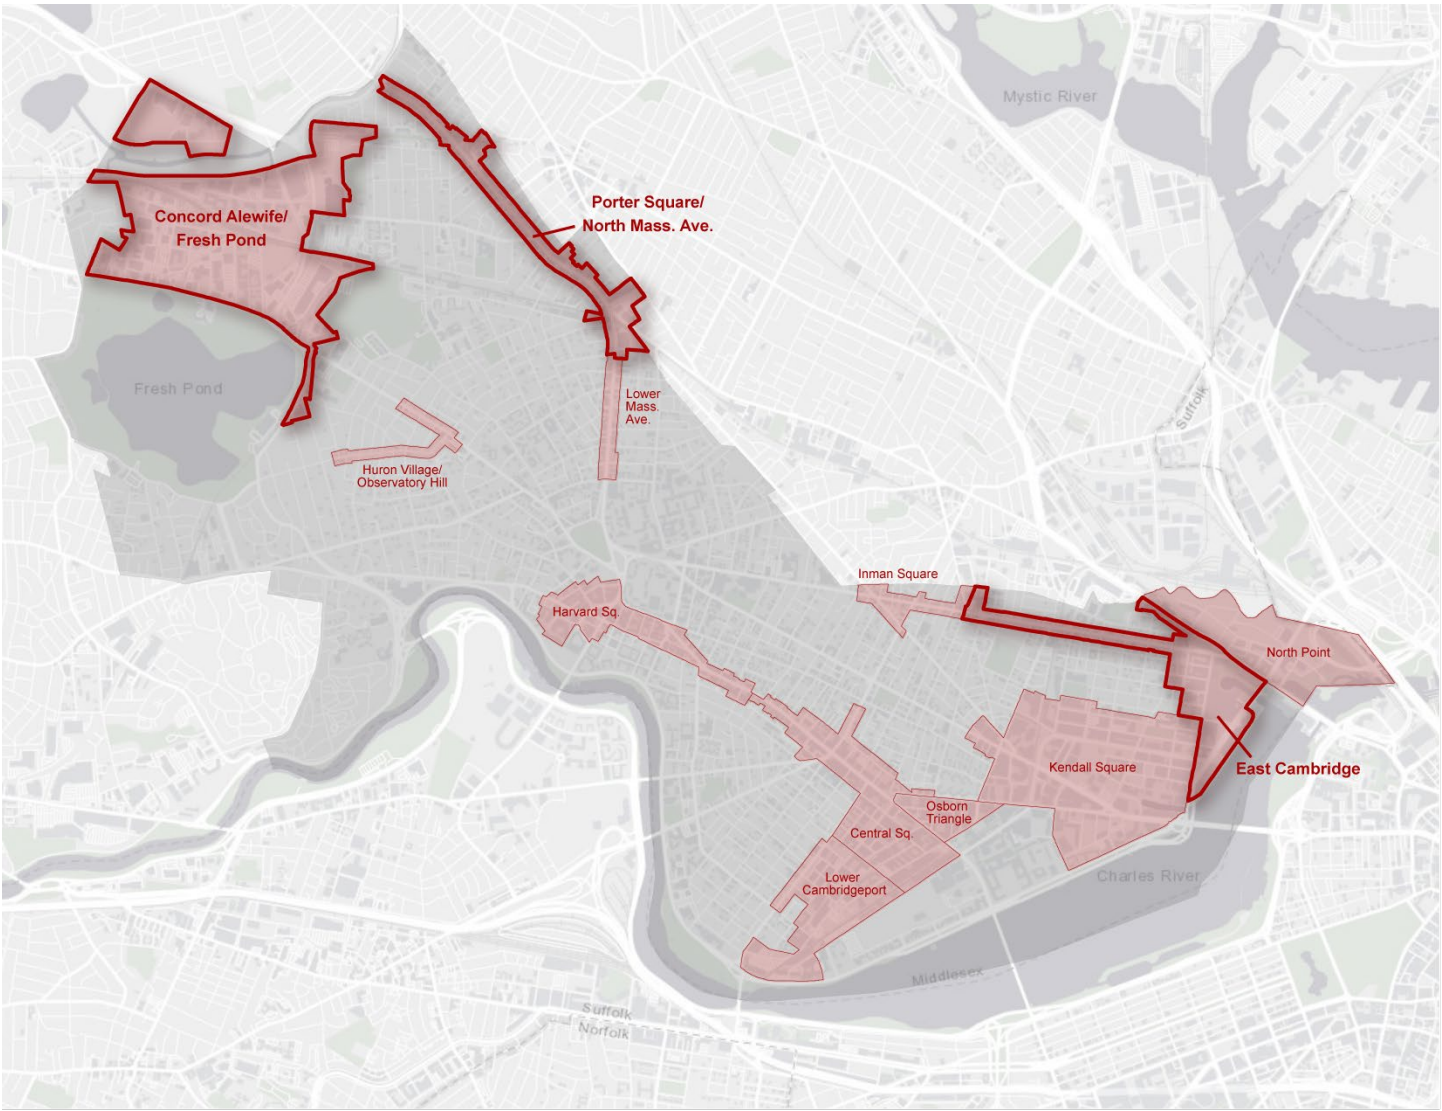 Mystic River
Porter Square/
North Mass. Ave.
Concord Alewife/
Fresh Pond
Fresh Pond
Lower
Mass.
Ave.
Suffolk
Huron Village/
Observatory Hill
Inman Square
Harvard Sq.
North Point
Kendall Square
East Cambridge
Osborn
Triangle
Central Sq.
Lower
Cambridgeport
Charles River
Middlesex
Suffolk
Norfolk